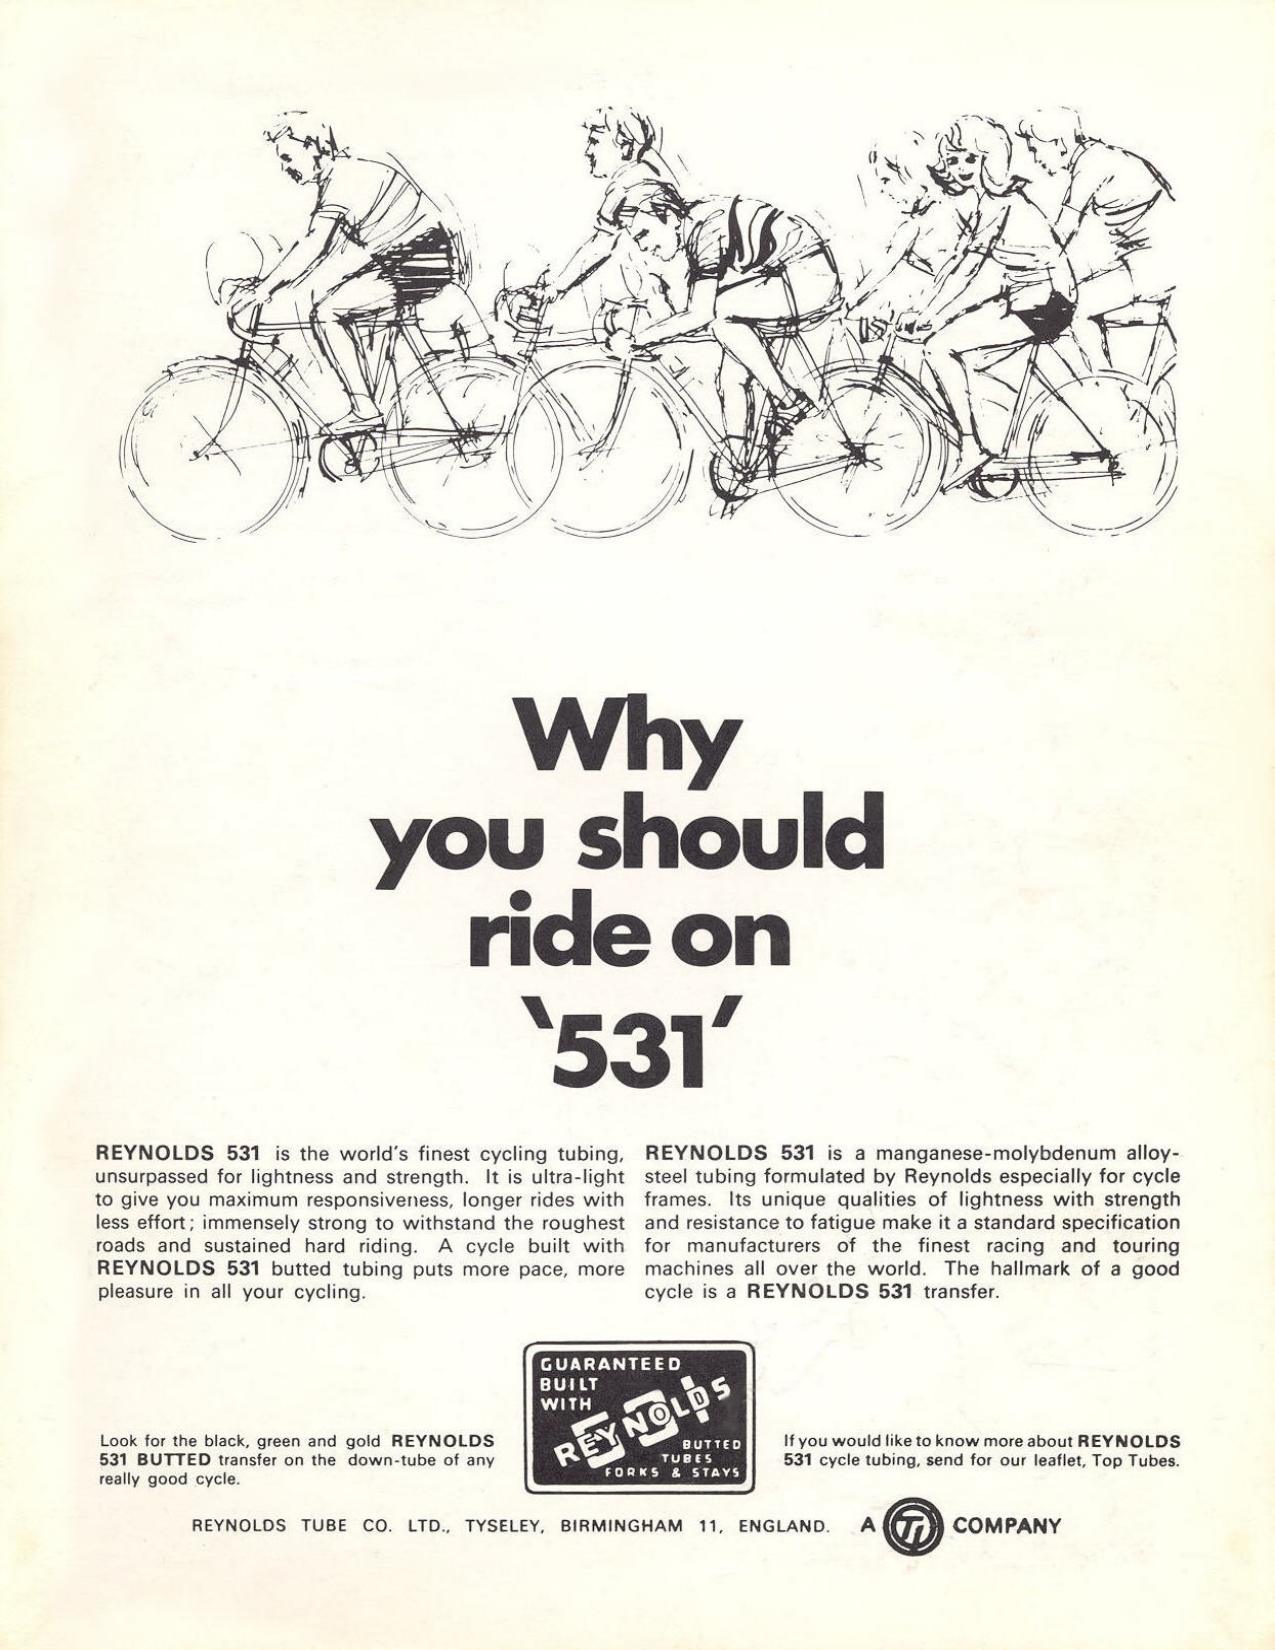 Why
you should
ride on
‘531’
REYNOLDS 531 is the world's finest cycling tubing,
unsurpassed for lightness and strength. It is ultra-light
to give you maximum responsiveness, longer rides with
less effort; immensely strong to withstand the roughest
roads and sustained hard riding. A cycle built with
REYNOLDS 531 butted tubing puts more pace, more
pleasure in all your cycling.
REYNOLDS 531 is a manganese-molybdenum alloy-
steel tubing formulated by Reynolds especially for cycle
frames. Its unique qualities of lightness with strength
and resistance to fatigue make it a standard specification
for manufacturers of the finest racing and touring
machines all over the world. The hallmark of a good
cycle is a REYNOLDS 531 transfer.
Look for the black, green and gold REYNOLDS
531 BUTTED transfer on the down-tube of any
really good cycle.
GUARANTEED
BUILT
WITH
REYNOLDS
531
BUTTED
TUBES
FORKS & STAYS
If you would like to know more about REYNOLDS
531 cycle tubing, send for our leaflet, Top Tubes.
REYNOLDS TUBE CO. LTD., TYSELEY, BIRMINGHAM 11, ENGLAND. A TI COMPANY